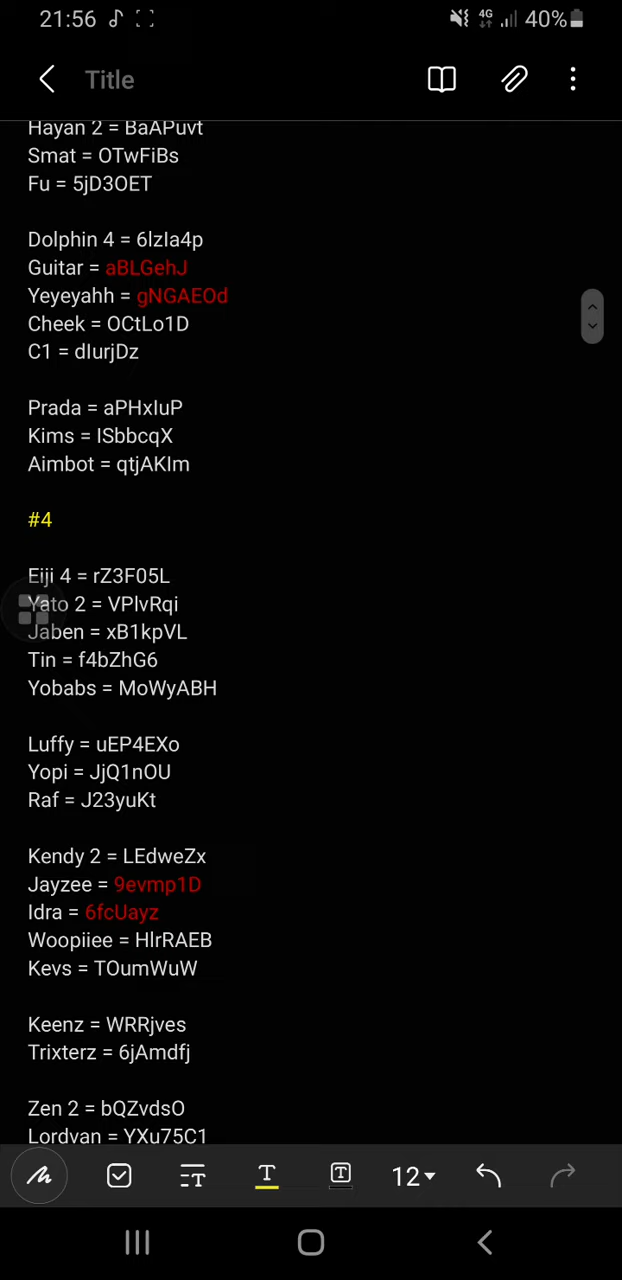 21:56 4G 40%
Title
Hayan 2 = BaAPuvt
Smat = OTwFiBs
Fu = 5jD3OET
Dolphin 4 = 6lzIa4p
Guitar = aBLGehJ
Yeyeyahh = gNGAEOd
Cheek = OCtLo1D
C1 = dIurjDz
Prada = aPHxIuP
Kims = ISbbcqX
Aimbot = qtjAKIm
#4
Eiji 4 = rZ3F05L
Yato 2 = VPlvRqi
Jaben = xB1kpVL
Tin = f4bZhG6
Yobabs = MoWyABH
Luffy = uEP4EXo
Yopi = JjQ1nOU
Raf = J23yuKt
Kendy 2 = LEdweZx
Jayzee = 9evmp1D
Idra = 6fcUayz
Woopiiee = HlrRAEB
Kevs = TOumWuW
Keenz = WRRjves
Trixterz = 6jAmdfj
Zen 2 = bQZvdsO
Lordvan = YXu75C1
12